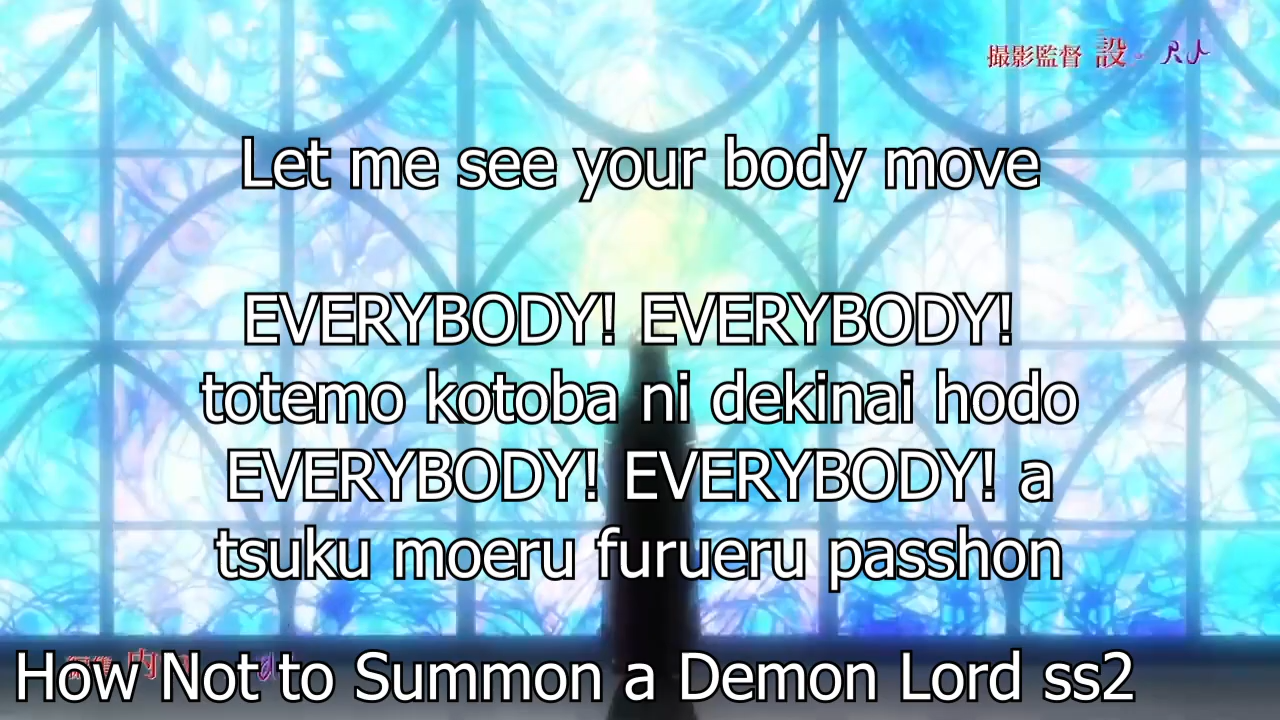 撮影監督 設
Let me see your body move
EVERYBODY! EVERYBODY!
totemo kotoba ni dekinai hodo
EVERYBODY! EVERYBODY! a
tsuku moeru furueru passhon
How Not to Summon a Demon Lord ss2